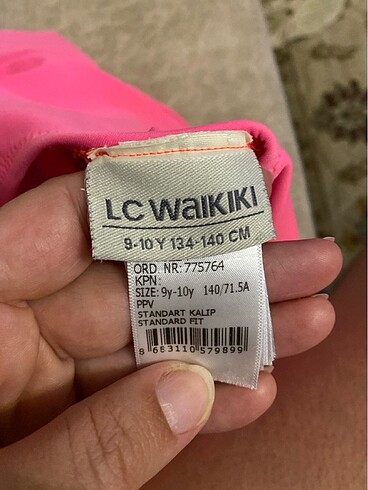 LC WAIKIKI
9-10 Y 134-140 CM
ORD. NR: 775764
KPN:
SIZE: 9y-10y 140/71.5A
PPV
STANDART KALIP
STANDARD FIT
8 683110 579899